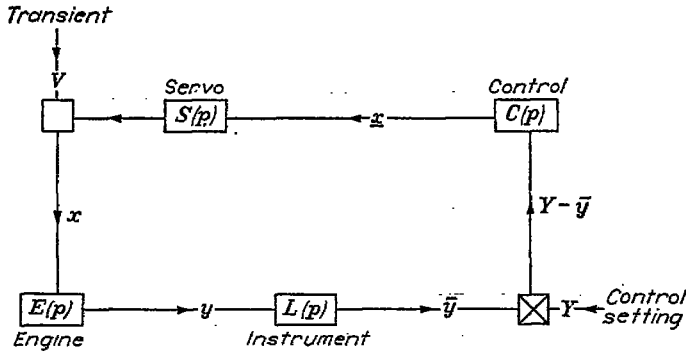 Transient
V
Servo
S(p)
x
Control
C(p)
x
Y - ȳ
E(p)
Engine
y
L(p)
Instrument
ȳ
Y
Control
setting